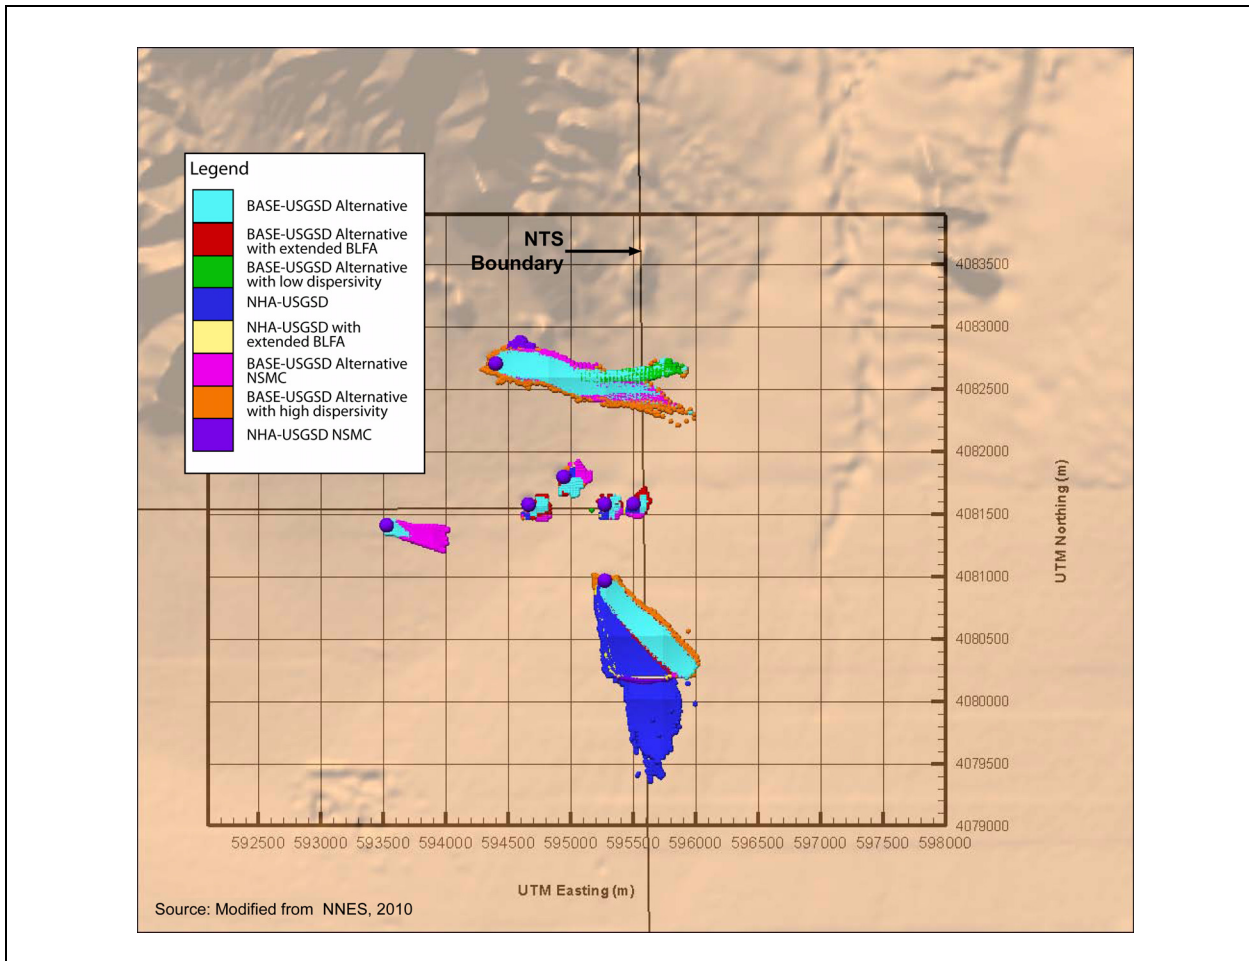 Legend
BASE-USGSD Alternative
BASE-USGSD Alternative
with extended BLFA
BASE-USGSD Alternative
with low dispersivity
NHA-USGSD
NHA-USGSD with
extended BLFA
BASE-USGSD Alternative
NSMC
BASE-USGSD Alternative
with high dispersivity
NHA-USGSD NSMC
NTS
Boundary
4083500
4083000
4082500
4082000
4081500
4081000
4080500
4080000
4079500
4079000
UTM Northing (m)
592500 593000 593500 594000 594500 595000 595500 596000 596500 597000 597500 598000
UTM Easting (m)
Source: Modified from NNES, 2010